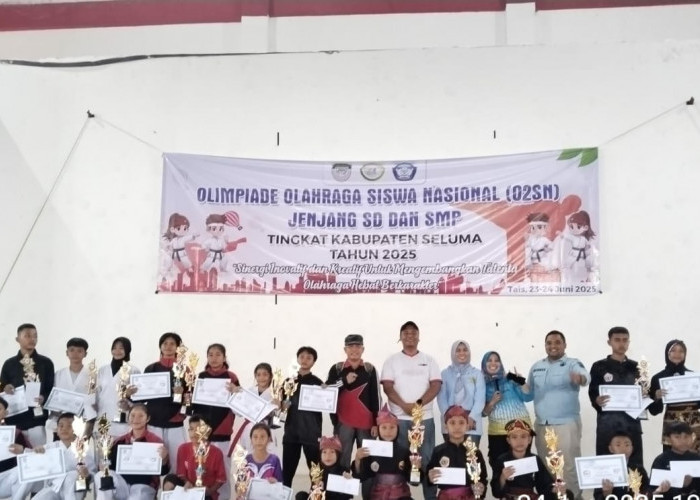 OLIMPIADE OLAHRAGA SISWA NASIONAL (O2SN)
JENJANG SD DAN SMP
TINGKAT KABUPATEN SELUMA
TAHUN 2025
"Sinergi Inovatif dan Kreatif Untuk Mengembangkan Talenta
Olahraga Hebat Berkarakter"
Tais, 23-24 Juni 2025